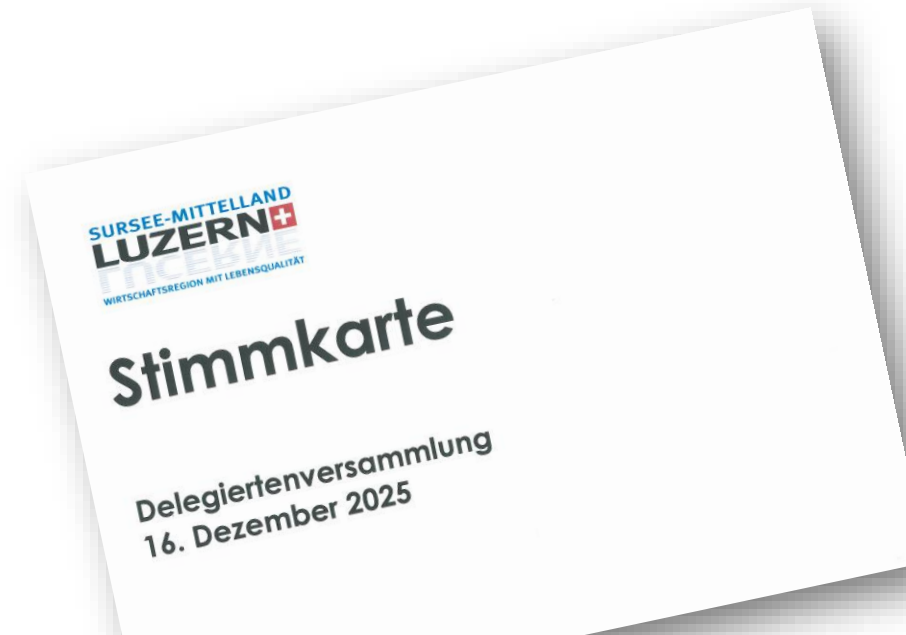 SURSEE-MITTELLAND
LUZERN
LUCERNE
WIRTSCHAFTSREGION MIT LEBENSQUALITÄT
Stimmkarte
Delegiertenversammlung
16. Dezember 2025